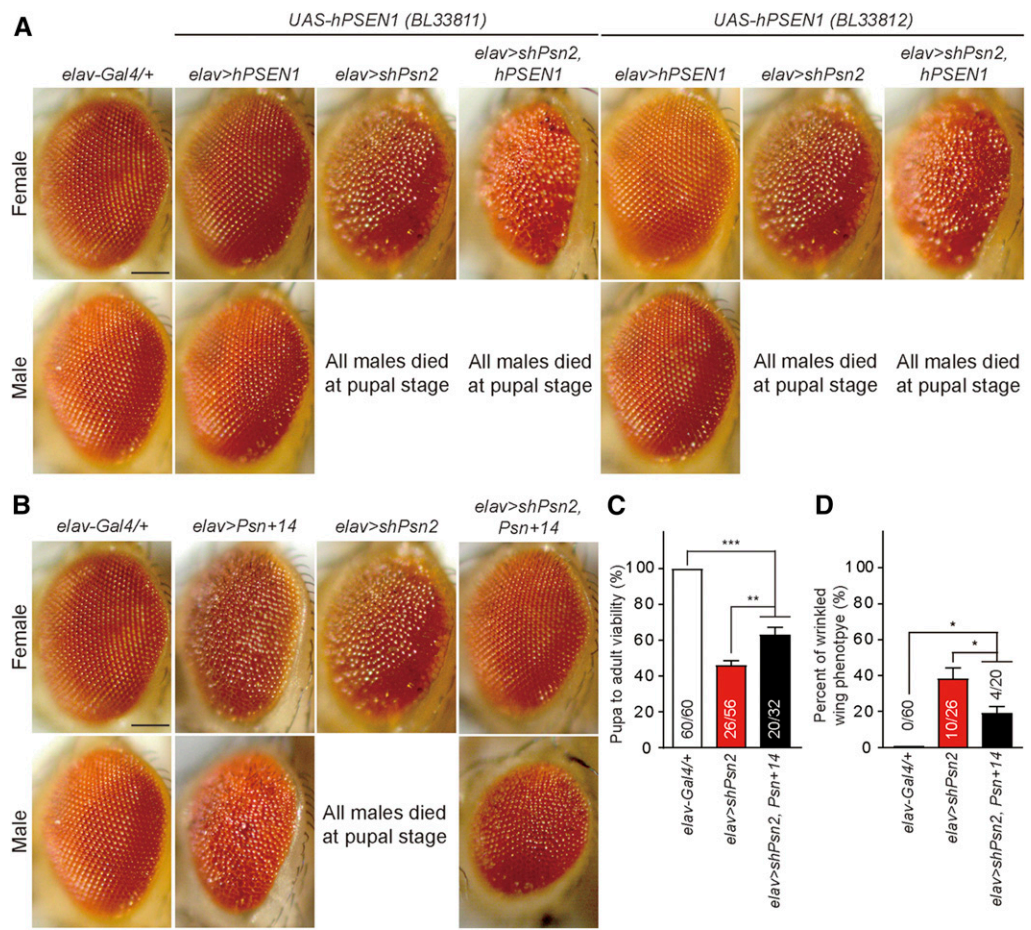 A
UAS-hPSEN1 (BL33811)
UAS-hPSEN1 (BL33812)
elav-Gal4/+
elav>hPSEN1
elav>shPsn2
elav>shPsn2,
hPSEN1
elav>hPSEN1
elav>shPsn2
elav>shPsn2,
hPSEN1
Female
Male
All males died
at pupal stage
All males died
at pupal stage
All males died
at pupal stage
All males died
at pupal stage
B
elav-Gal4/+
elav>Psn+14
elav>shPsn2
elav>shPsn2,
Psn+14
Female
Male
All males died
at pupal stage
C
Pupa to adult viability (%)
100
80
60
40
20
0
***
**
60/60
26/56
20/32
elav-Gal4/+
elav>shPsn2
elav>shPsn2, Psn+14
D
Percent of wrinkled
wing phenotpye (%)
100
80
60
40
20
0
*
*
0/60
10/26
4/20
elav-Gal4/+
elav>shPsn2
elav>shPsn2, Psn+14